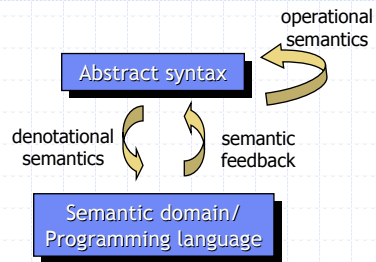 operational
semantics
Abstract syntax
denotational
semantics
semantic
feedback
Semantic domain/
Programming language